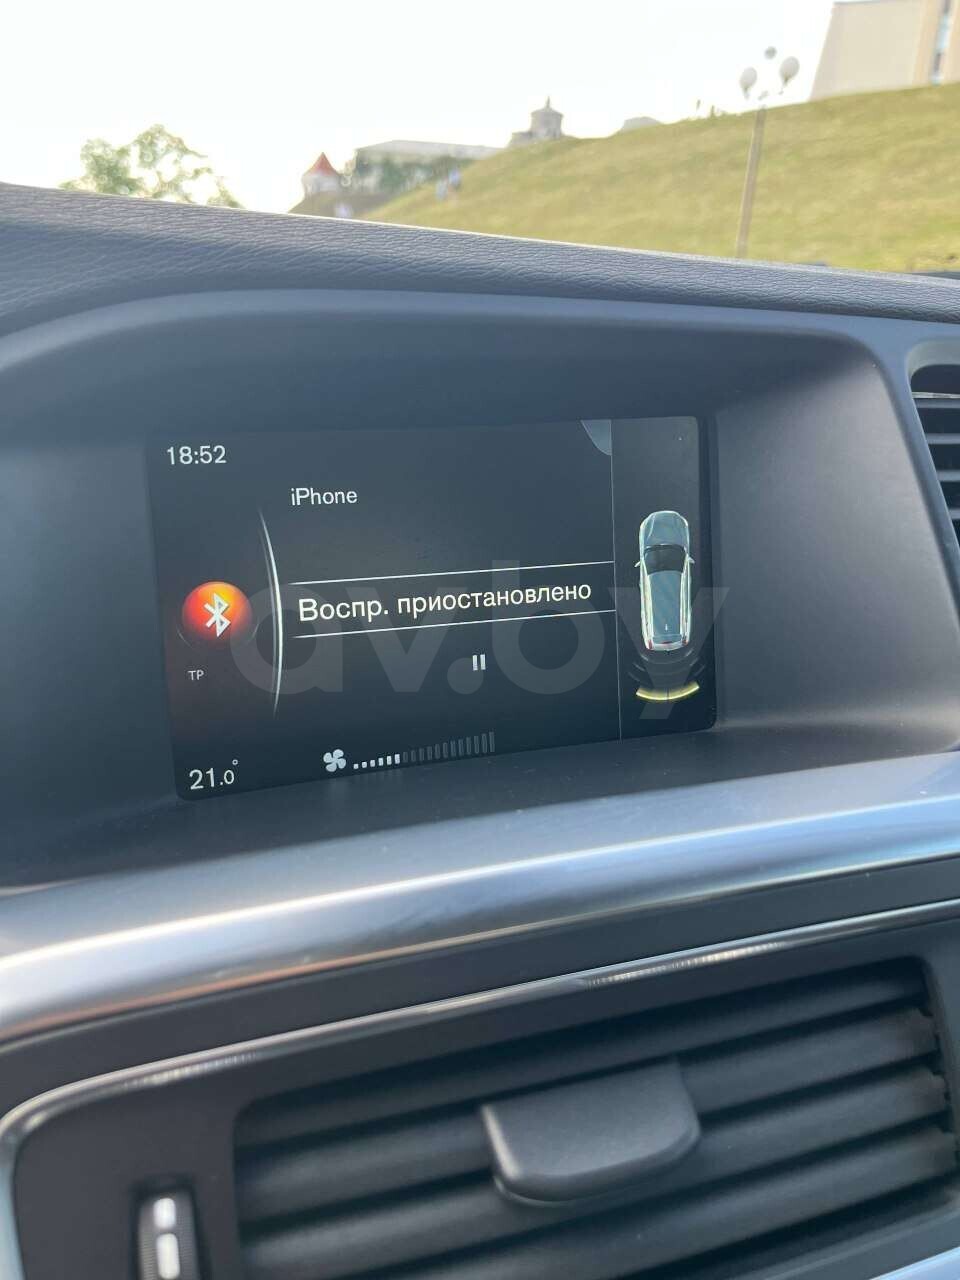 18:52
iPhone
Воспр. приостановлено
TP
21.0°
av.by